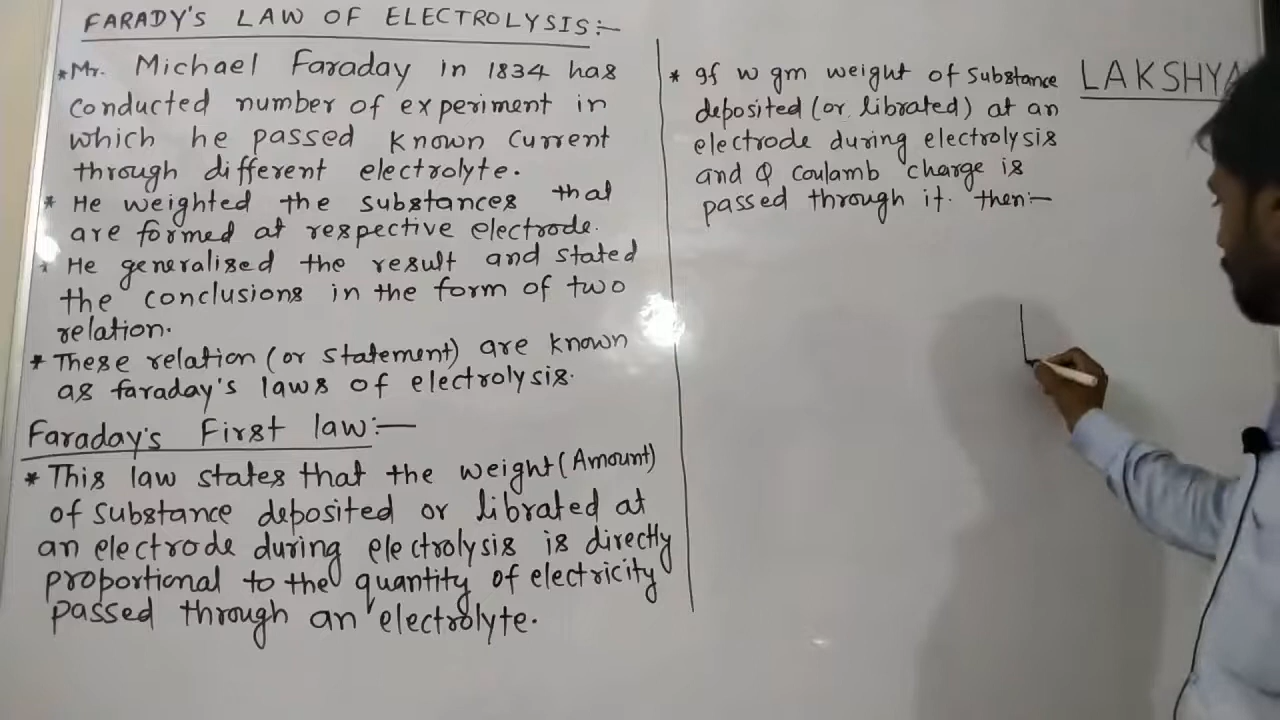 FARADY'S LAW OF ELECTROLYSIS:-
* Mr. Michael Faraday in 1834 has
conducted number of experiment in
which he passed known current
through different electrolyte.
* He weighted the substances that
are formed at respective electrode.
* He generalised the result and stated
the conclusions in the form of two
relation.
* These relation (or statement) are known
as faraday's laws of electrolysis.
Faraday's First law:-
* This law states that the weight (Amount)
of substance deposited or librated at
an electrode during electrolysis is directly
proportional to the quantity of electricity
passed through an electrolyte.
* If w gm weight of substance
deposited (or librated) at an
electrode during electrolysis
and Q Coulamb charge is
passed through it. then:-
LAKSHYA